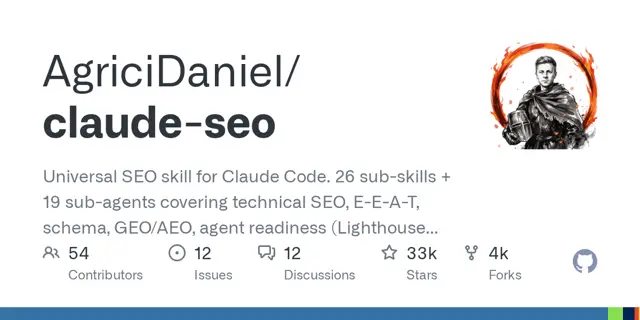 AgriciDaniel/
claude-seo
Universal SEO skill for Claude Code. 26 sub-skills +
19 sub-agents covering technical SEO, E-E-A-T,
schema, GEO/AEO, agent readiness (Lighthouse...
54 12 12 33k 4k
Contributors Issues Discussions Stars Forks